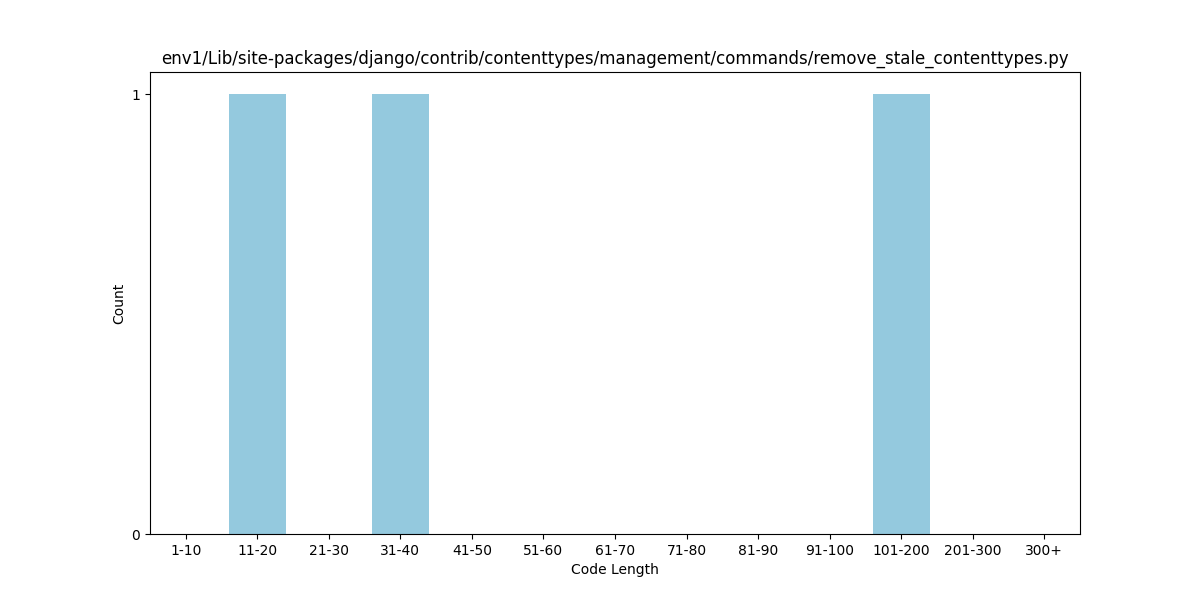 env1/Lib/site-packages/django/contrib/contenttypes/management/commands/remove_stale_contenttypes.py
1
Count
0
1-10 11-20 21-30 31-40 41-50 51-60 61-70 71-80 81-90 91-100 101-200 201-300 300+
Code Length